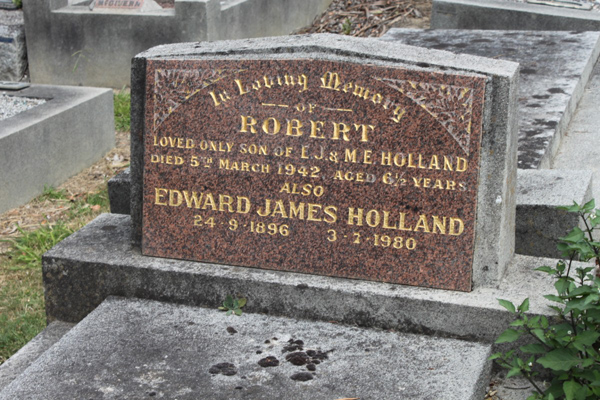 In Loving Memory
OF
ROBERT
LOVED ONLY SON OF E.J.& M.E HOLLAND
DIED 5TH MARCH 1942 AGED 6½ YEARS
ALSO
EDWARD JAMES HOLLAND
24·9·1896 3·7·1980